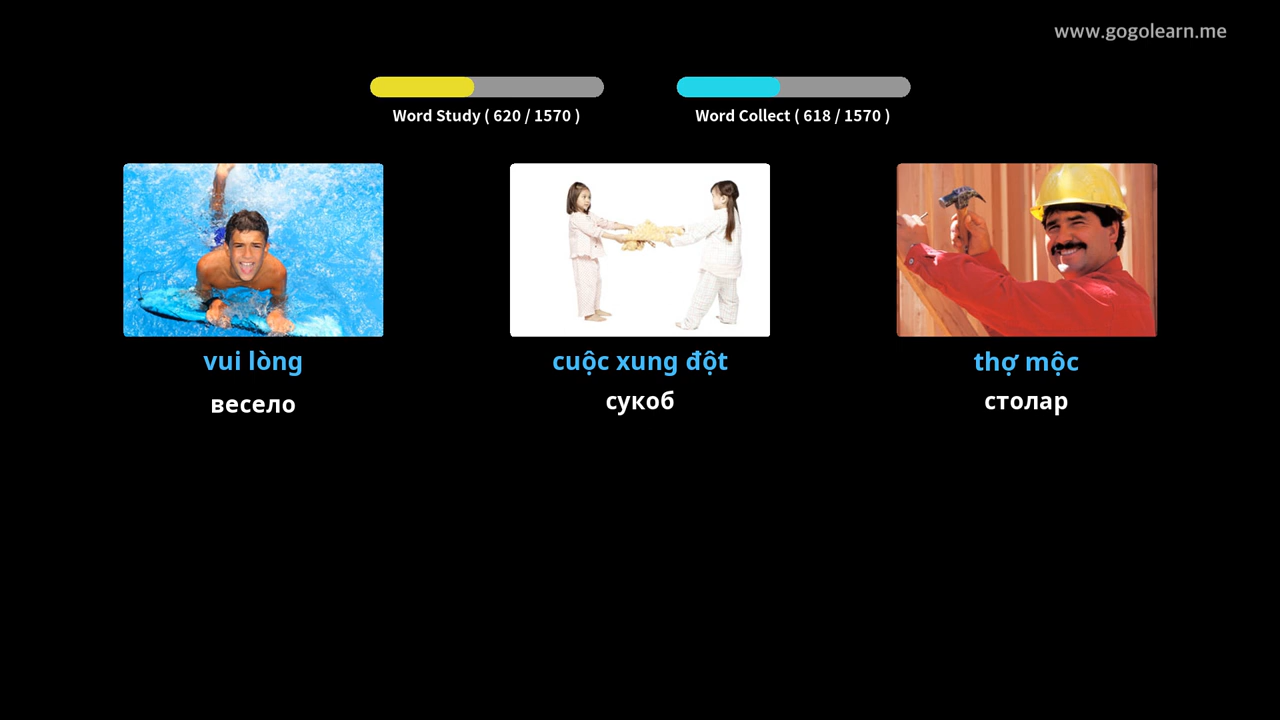 www.gogolearn.me
Word Study ( 620 / 1570 )
Word Collect ( 618 / 1570 )
vui lòng
весело
cuộc xung đột
сукоб
thợ mộc
столар